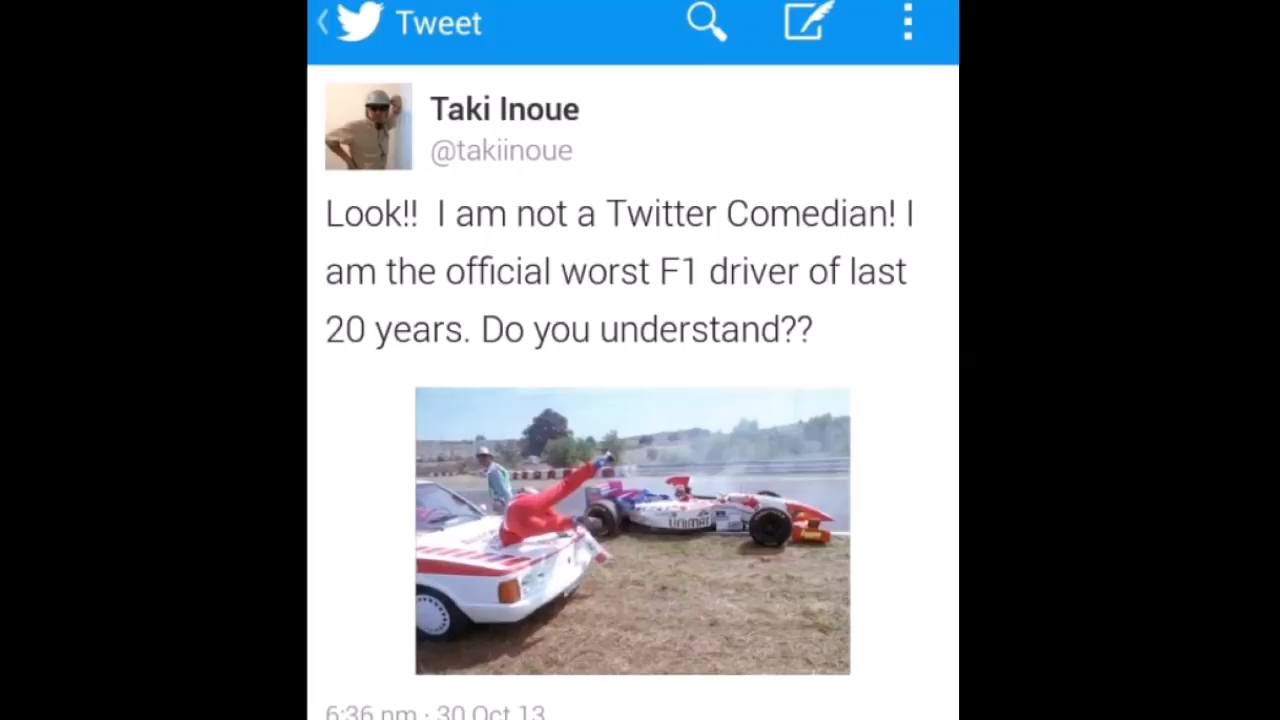 Tweet
Taki Inoue
@takiinoue
Look!! I am not a Twitter Comedian! I
am the official worst F1 driver of last
20 years. Do you understand??
UNIMAT
6:36 pm · 30 Oct 13